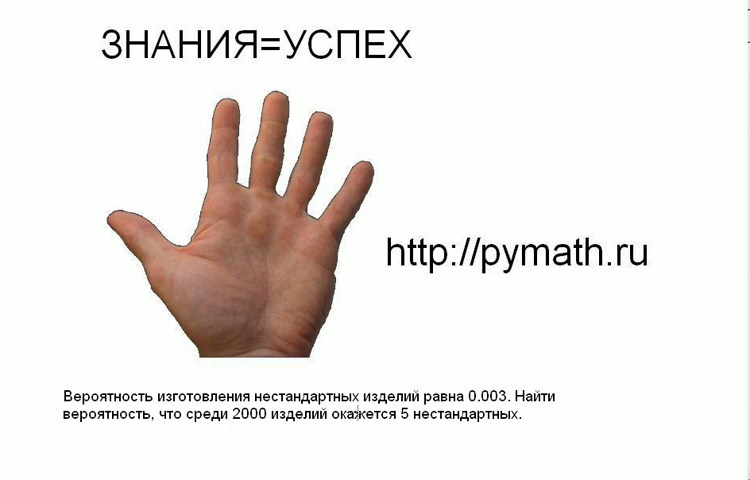 ЗНАНИЯ=УСПЕХ
http://pymath.ru
Вероятность изготовления нестандартных изделий равна 0.003. Найти
вероятность, что среди 2000 изделий окажется 5 нестандартных.